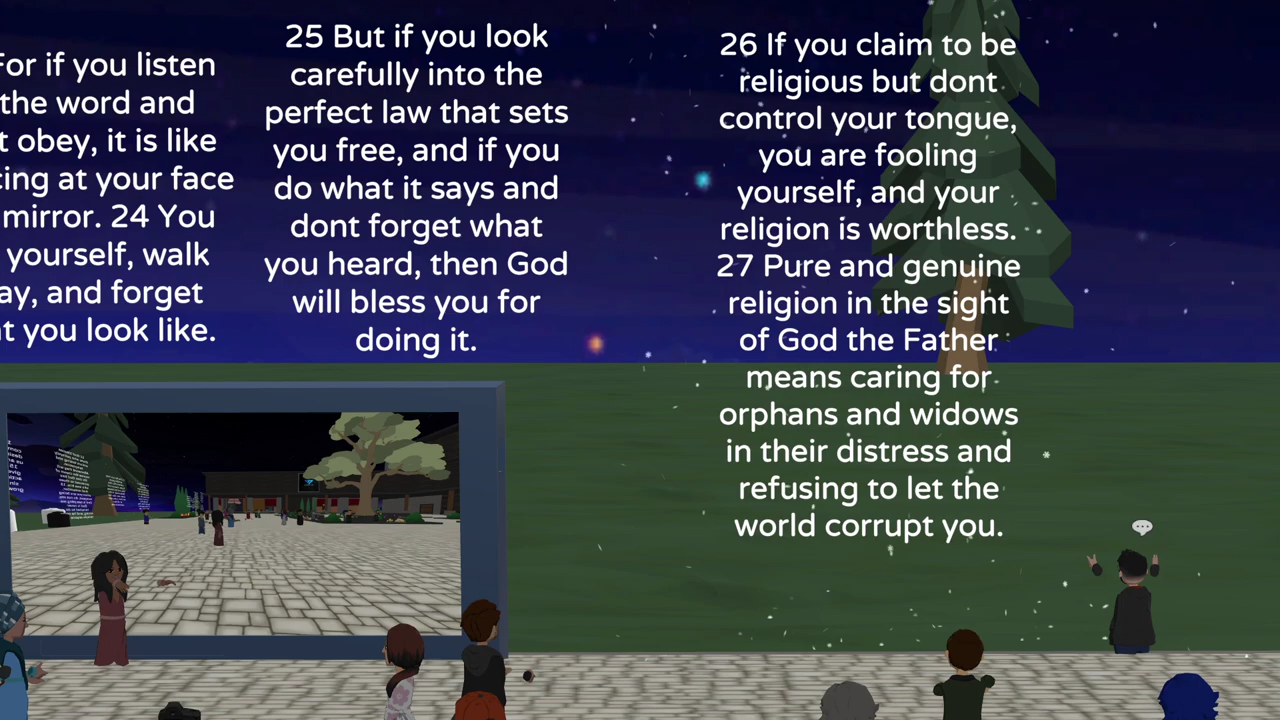 For if you listen
the word and
obey, it is like
at your face
mirror. 24 You
yourself, walk
and forget
you look like.
25 But if you look
carefully into the
perfect law that sets
you free, and if you
do what it says and
dont forget what
you heard, then God
will bless you for
doing it.
26 If you claim to be
religious but dont
control your tongue,
you are fooling
yourself, and your
religion is worthless.
27 Pure and genuine
religion in the sight
of God the Father
means caring for
orphans and widows
in their distress and
refusing to let the
world corrupt you.